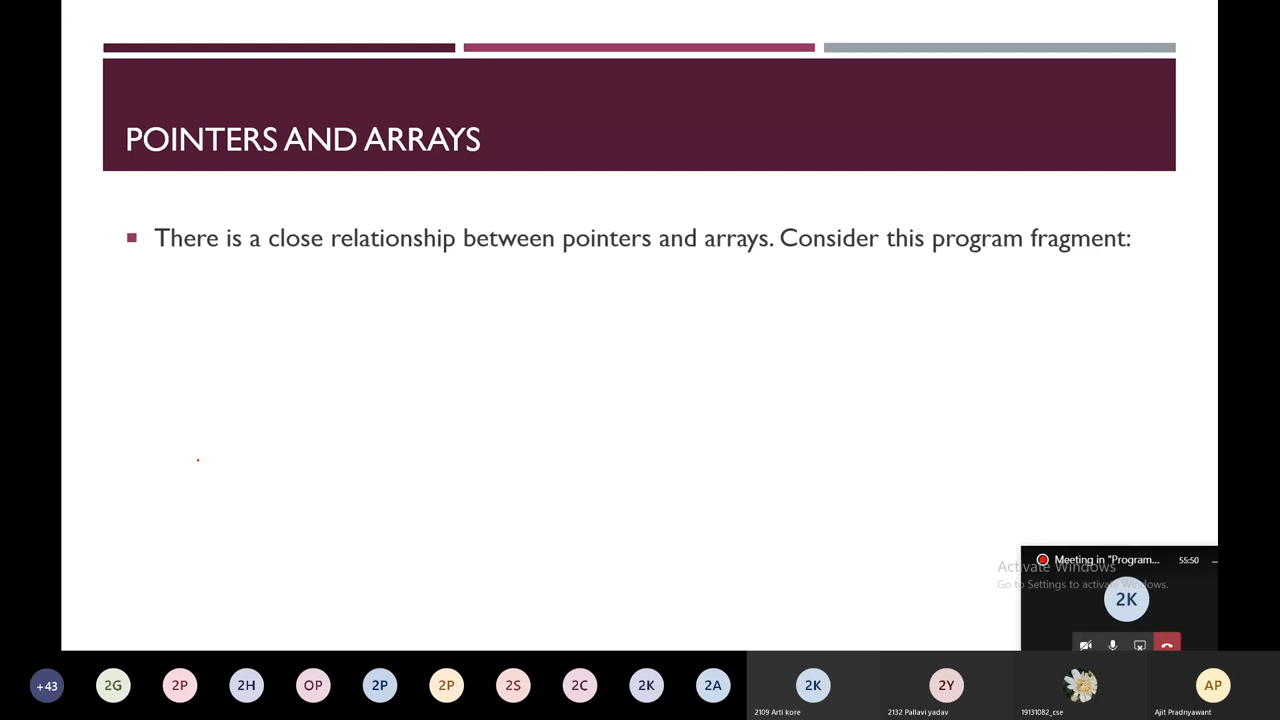 POINTERS AND ARRAYS
There is a close relationship between pointers and arrays. Consider this program fragment:
Meeting in "Program... 55:50
Activate Windows
Go to Settings to activate Windows.
2K
+43 2G 2P 2H OP 2P 2P 2S 2C 2K 2A 2K 2Y AP
2109 Arti kore 2132 Pallavi yadav 19131082_cse Ajit Pradnyawant